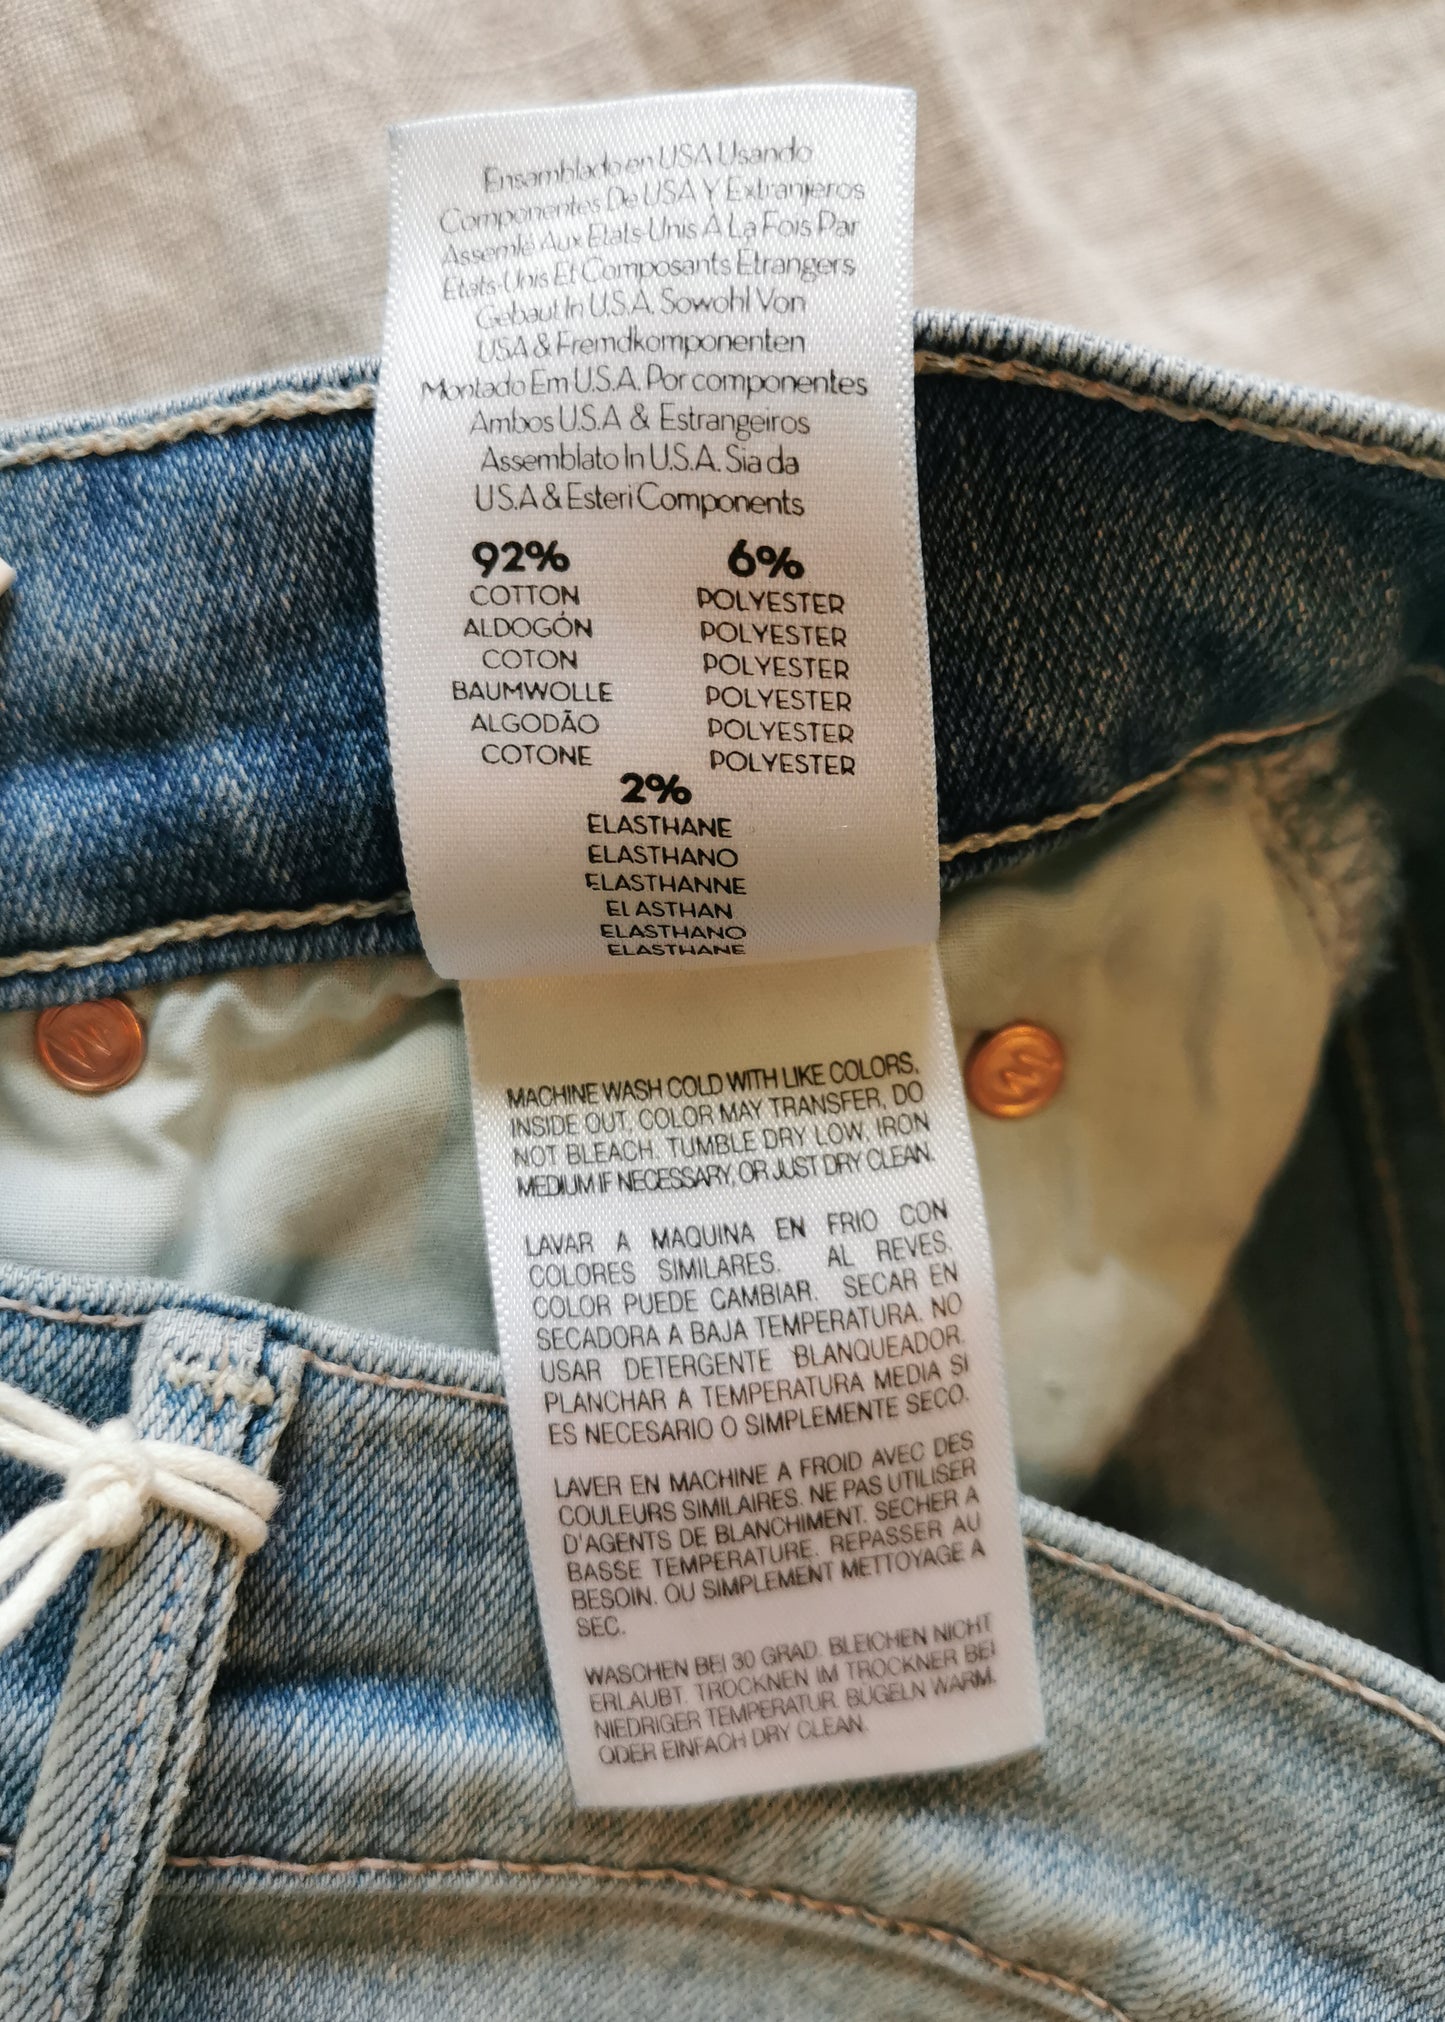 Ensamblado en USA Usando
Componentes De USA Y Extranjeros
Assemlé Aux Etats-Unis À La Fois Par
Etats-Unis Et Composants Étrangers
Gebaut In U.S.A. Sowohl Von
USA & Fremdkomponenten
Montado Em U.S.A. Por componentes
Ambos U.S.A & Estrangeiros
Assemblato In U.S.A. Sia da
U.S.A & Esteri Components
92% 6%
COTTON POLYESTER
ALDOGÓN POLYESTER
COTON POLYESTER
BAUMWOLLE POLYESTER
ALGODÃO POLYESTER
COTONE POLYESTER
2%
ELASTHANE
ELASTHANO
ELASTHANNE
ELASTHAN
ELASTHANO
ELASTHANE
MACHINE WASH COLD WITH LIKE COLORS,
INSIDE OUT, COLOR MAY TRANSFER, DO
NOT BLEACH, TUMBLE DRY LOW, IRON
MEDIUM IF NECESSARY, OR JUST DRY CLEAN.
LAVAR A MAQUINA EN FRIO CON
COLORES SIMILARES. AL REVES.
COLOR PUEDE CAMBIAR. SECAR EN
SECADORA A BAJA TEMPERATURA. NO
USAR DETERGENTE BLANQUEADOR.
PLANCHAR A TEMPERATURA MEDIA SI
ES NECESARIO O SIMPLEMENTE SECO.
LAVER EN MACHINE A FROID AVEC DES
COULEURS SIMILAIRES. NE PAS UTILISER
D'AGENTS DE BLANCHIMENT. SECHER A
BASSE TEMPERATURE. REPASSER AU
BESOIN. OU SIMPLEMENT METTOYAGE A
SEC.
WASCHEN BEI 30 GRAD. BLEICHEN NICHT
ERLAUBT. TROCKNEN IM TROCKNER BEI
NIEDRIGER TEMPERATUR. BÜGELN WARM.
ODER EINFACH DRY CLEAN.